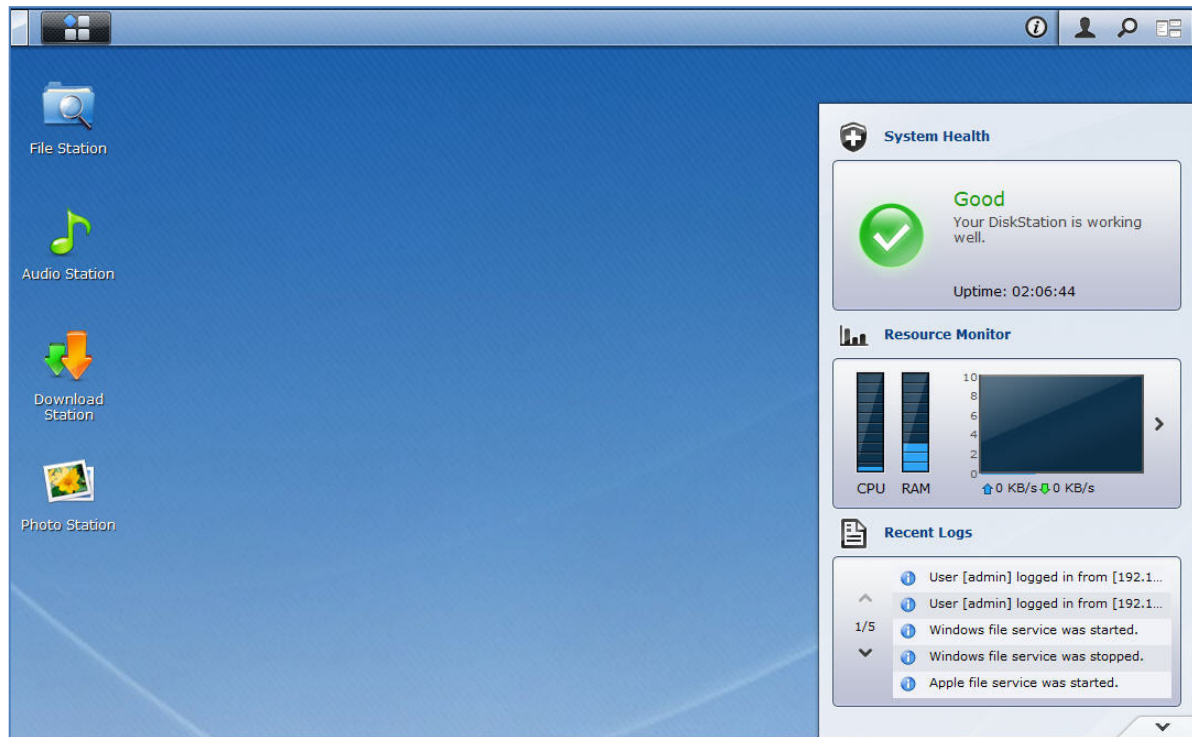 File Station
Audio Station
Download
Station
Photo Station
System Health
Good
Your DiskStation is working
well.
Uptime: 02:06:44
Resource Monitor
10
8
6
4
2
0
CPU RAM 0 KB/s 0 KB/s
Recent Logs
User [admin] logged in from [192.1...
User [admin] logged in from [192.1...
1/5
Windows file service was started.
Windows file service was stopped.
Apple file service was started.